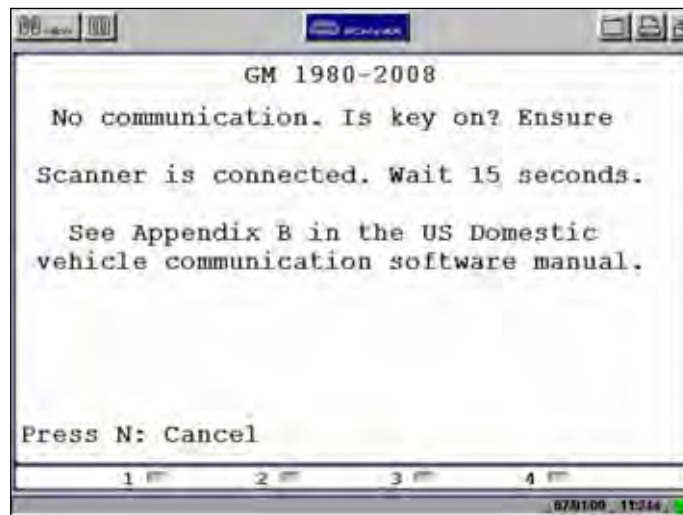 SCANNER
GM 1980-2008
No communication. Is key on? Ensure
Scanner is connected. Wait 15 seconds.
See Appendix B in the US Domestic
vehicle communication software manual.
Press N: Cancel
1 2 3 4